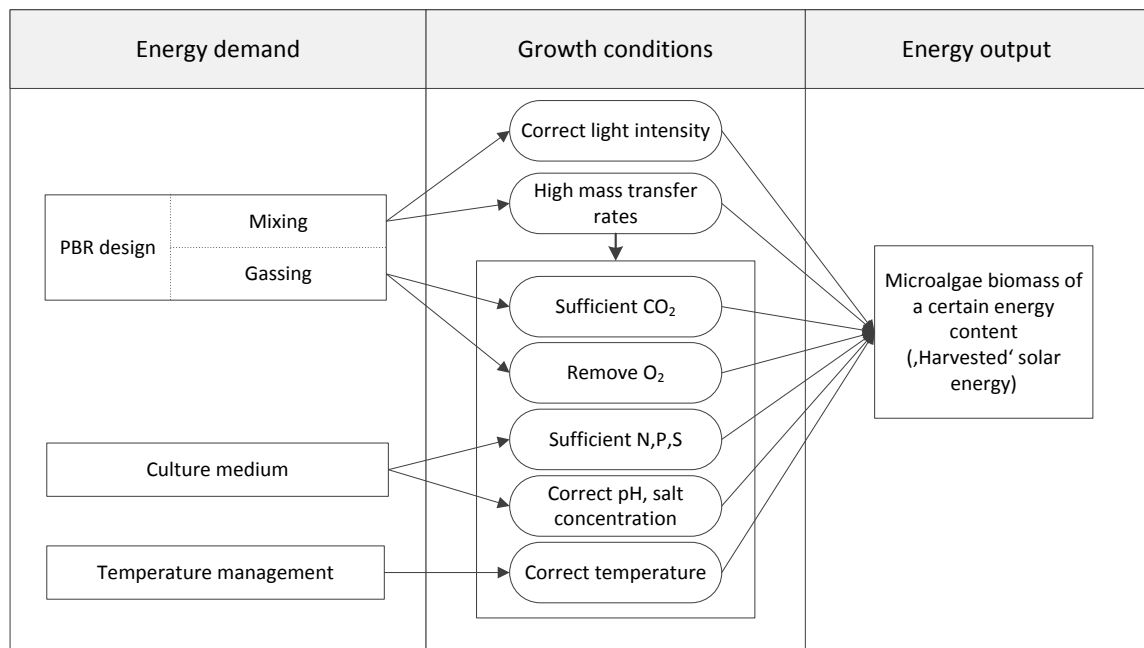 Energy demand
Growth conditions
Energy output
Correct light intensity
High mass transfer
rates
Mixing
PBR design
Gassing
Sufficient CO₂
Remove O₂
Sufficient N,P,S
Correct pH, salt
concentration
Correct temperature
Culture medium
Temperature management
Microalgae biomass of
a certain energy
content
(‚Harvested‘ solar
energy)